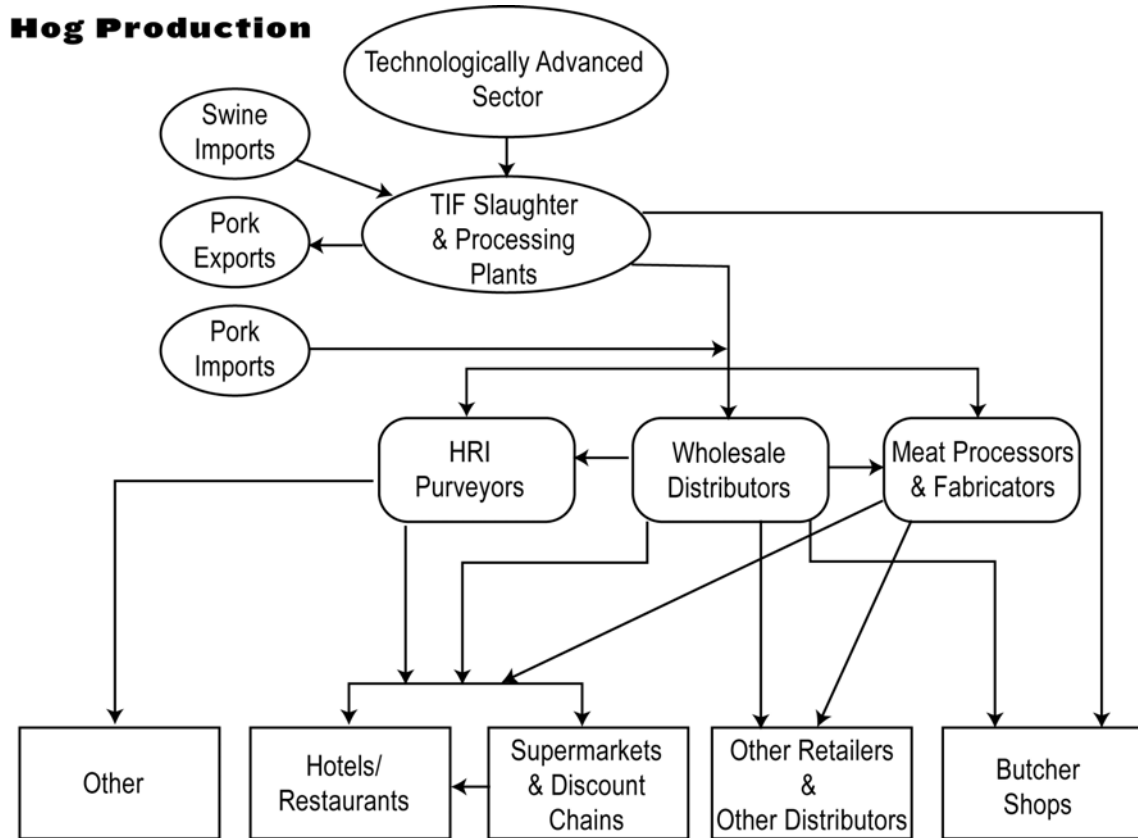 Hog Production
Technologically Advanced
Sector
Swine
Imports
TIF Slaughter
& Processing
Plants
Pork
Exports
Pork
Imports
HRI
Purveyors
Wholesale
Distributors
Meat Processors
& Fabricators
Other
Hotels/
Restaurants
Supermarkets
& Discount
Chains
Other Retailers
&
Other Distributors
Butcher
Shops